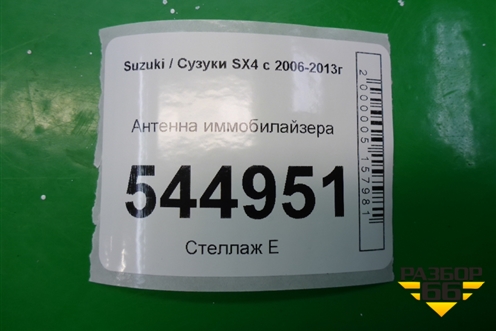 Suzuki / Сузуки SX4 с 2006-2013г
Антенна иммобилайзера
544951
Стеллаж Е
2000005157981
РАЗБОР
66